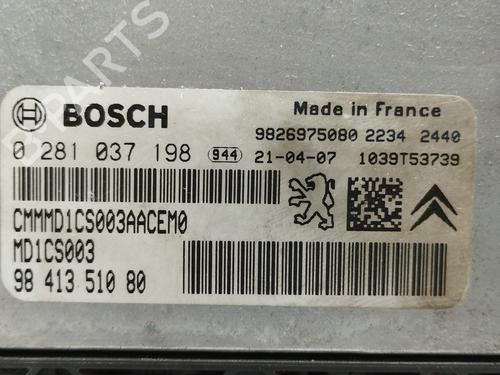 B-PARTS
BOSCH
Made in France
9826975080 2234 2440
0 281 037 198 944 21-04-07 1039T53739
CMMMD1CS003AACEM0
MD1CS003
98 413 510 80